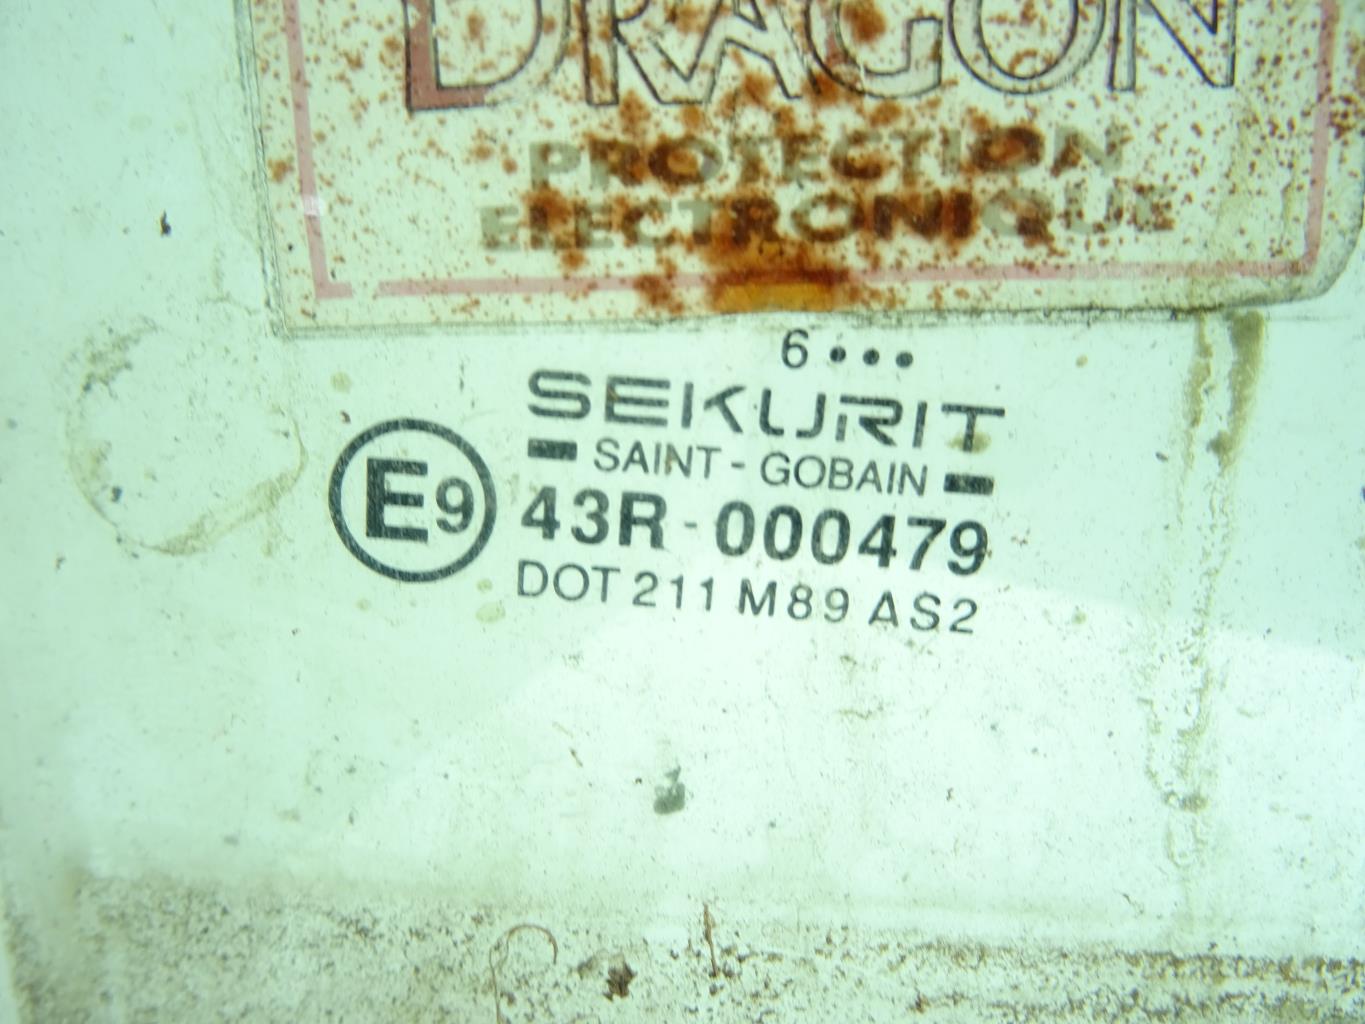 DRAGON
PROTECTION
ELECTRONIQUE
6•••
SEKURIT
SAINT - GOBAIN
E9
43R - 000479
DOT 211 M89 AS2